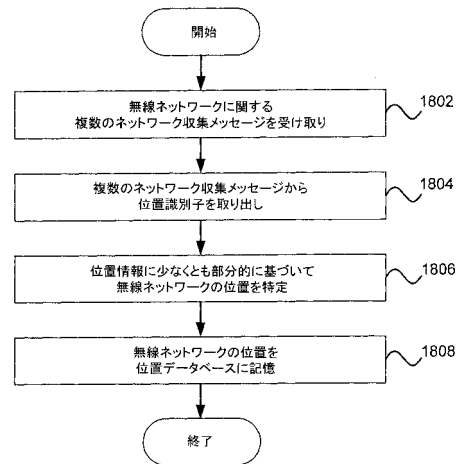 開始
無線ネットワークに関する
複数のネットワーク収集メッセージを受け取り
1802
複数のネットワーク収集メッセージから
位置識別子を取り出し
1804
位置情報に少なくとも部分的に基づいて
無線ネットワークの位置を特定
1806
無線ネットワークの位置を
位置データベースに記憶
1808
終了